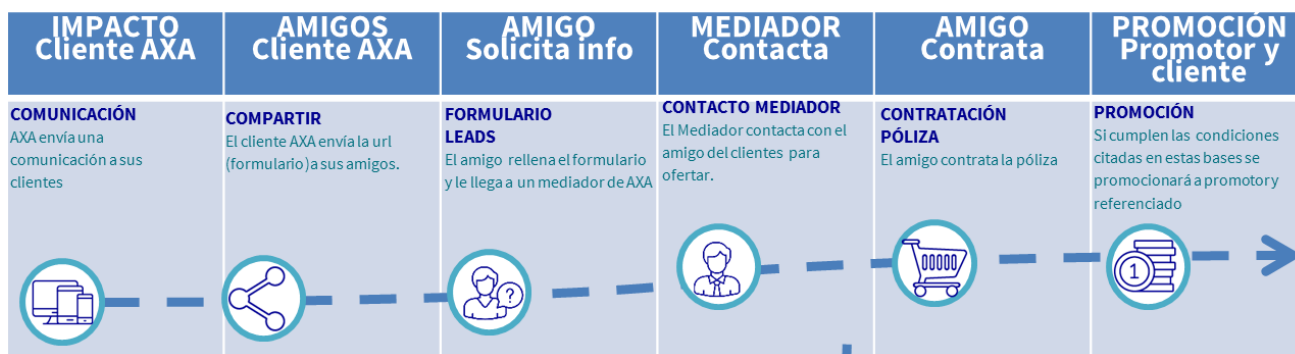 IMPACTO
Cliente AXA
AMIGOS
Cliente AXA
AMIGO
Solicita info
MEDIADOR
Contacta
AMIGO
Contrata
PROMOCIÓN
Promotor y
cliente
COMUNICACIÓN
AXA envía una
comunicación a sus
clientes
COMPARTIR
El cliente AXA envía la url
(formulario) a sus amigos.
FORMULARIO
LEADS
El amigo rellena el formulario
y le llega a un mediador de AXA
CONTACTO MEDIADOR
El Mediador contacta con el
amigo del clientes para
ofertar.
CONTRATACIÓN
PÓLIZA
El amigo contrata la póliza
PROMOCIÓN
Si cumplen las condiciones
citadas en estas bases se
promocionará a promotor y
referenciado
?
1